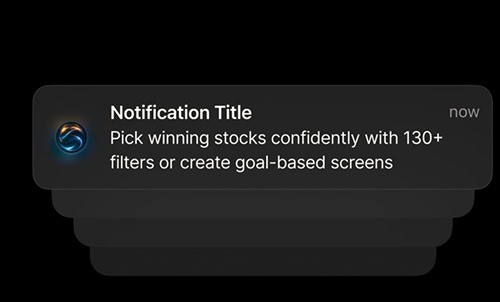 Notification Title
now
Pick winning stocks confidently with 130+
filters or create goal-based screens